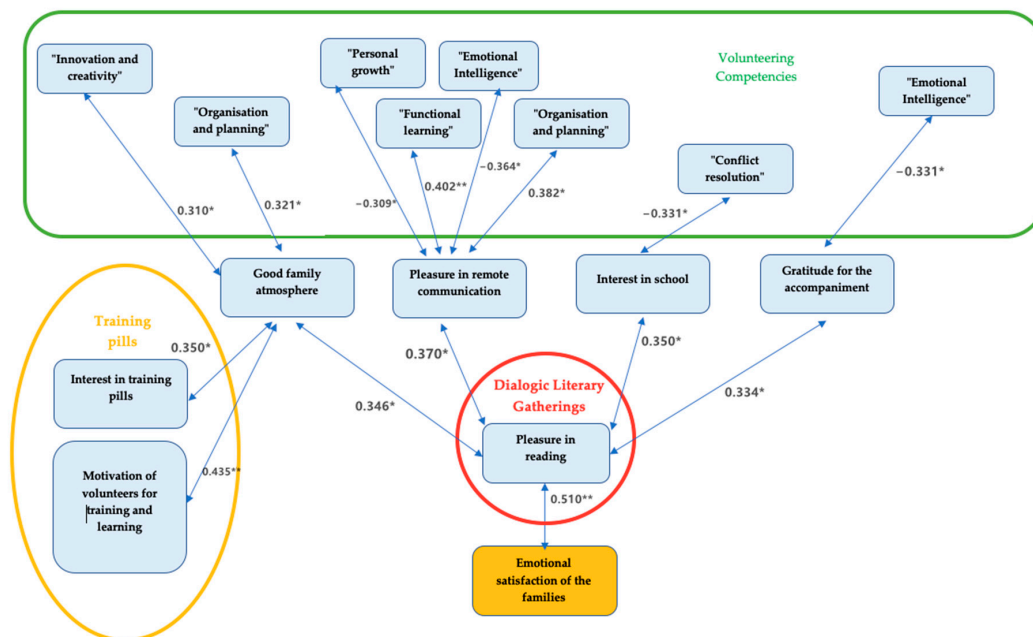 "Innovation and
creativity"
"Personal
growth"
"Emotional
Intelligence"
Volunteering
Competencies
"Emotional
Intelligence"
"Organisation
and planning"
"Functional
learning"
"Organisation
and planning"
"Conflict
resolution"
0.310*
0.321*
−0.309*
0.402**
−0.364*
0.382*
−0.331*
−0.331*
Good family
atmosphere
Pleasure in remote
communication
Interest in school
Gratitude for the
accompaniment
Training
pills
0.350*
Interest in training
pills
0.370*
0.350*
0.346*
0.334*
Dialogic Literary
Gatherings
Pleasure in
reading
Motivation of
volunteers for
training and
learning
0.435**
0.510**
Emotional
satisfaction of the
families